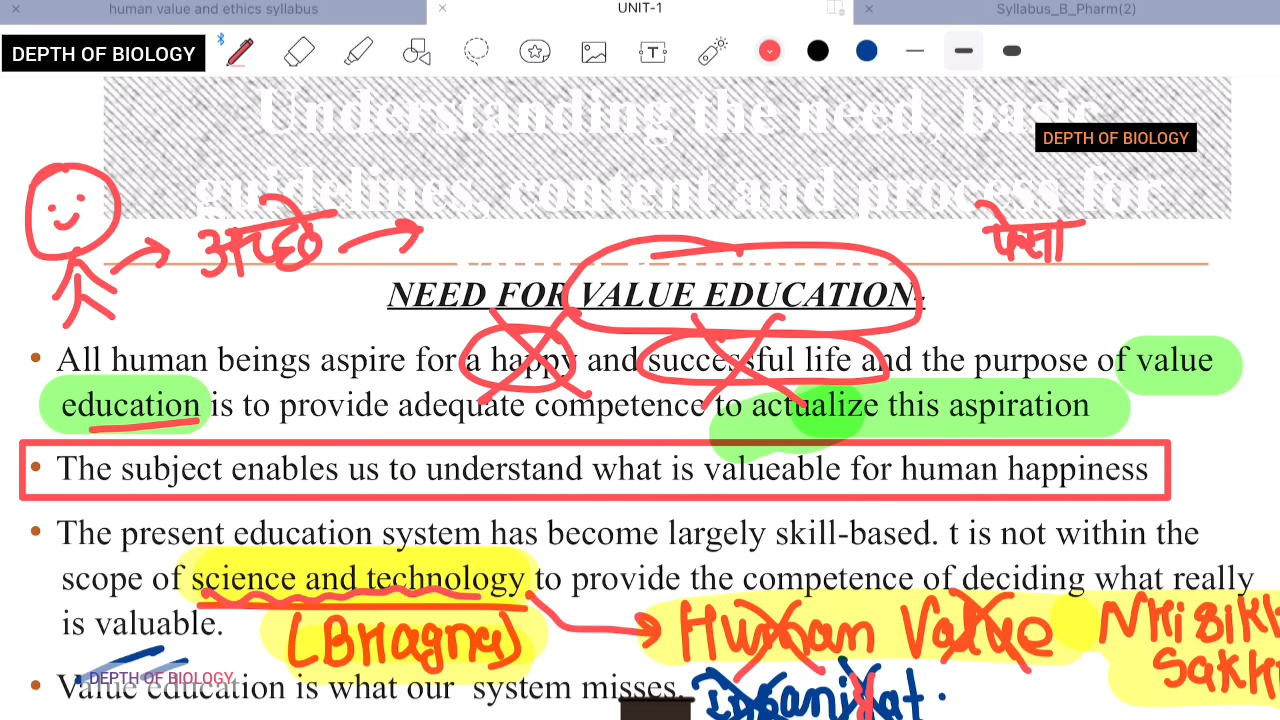 human value and ethics syllabus
UNIT-1
Syllabus_B_Pharm(2)
DEPTH OF BIOLOGY
Understanding the need, basic
DEPTH OF BIOLOGY
guidelines, content and process for
पैसा
NEED FOR VALUE EDUCATION-
• All human beings aspire for a happy and successful life and the purpose of value
education is to provide adequate competence to actualize this aspiration
• The subject enables us to understand what is valueable for human happiness
• The present education system has become largely skill-based. t is not within the
scope of science and technology to provide the competence of deciding what really
is valuable.
Human Value
DEPTH OF BIOLOGY
• Value education is what our system misses.